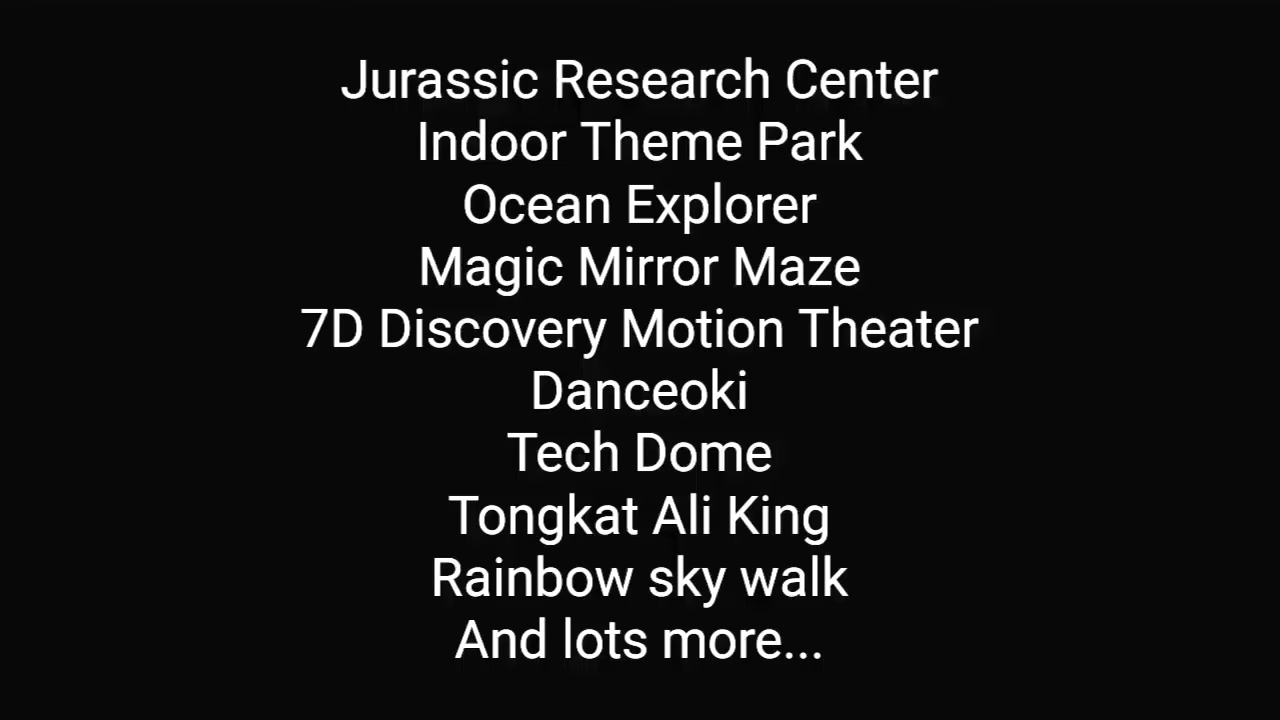 Jurassic Research Center
Indoor Theme Park
Ocean Explorer
Magic Mirror Maze
7D Discovery Motion Theater
Danceoki
Tech Dome
Tongkat Ali King
Rainbow sky walk
And lots more...